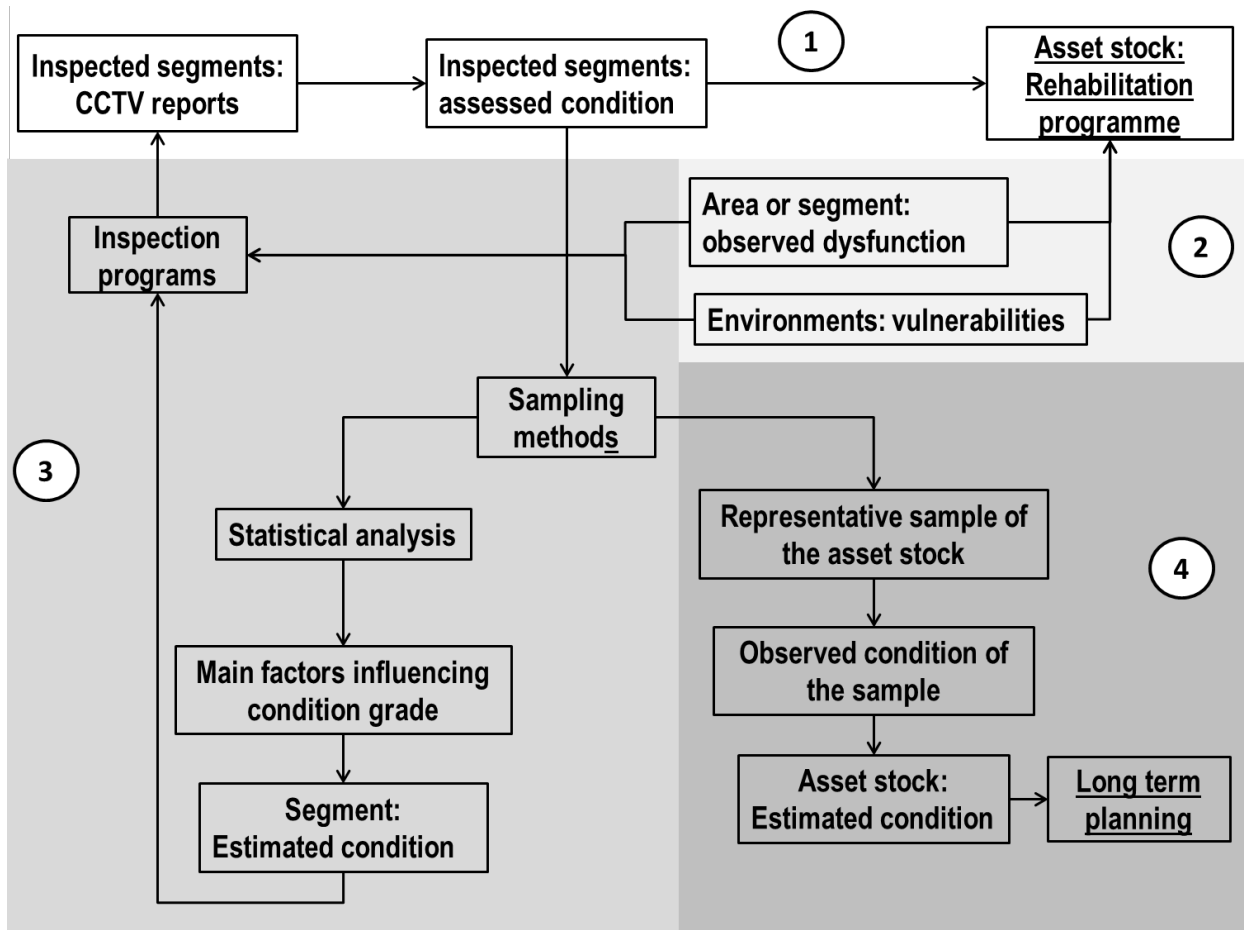 Inspected segments:
CCTV reports
Inspected segments:
assessed condition
1
Asset stock:
Rehabilitation
programme
Area or segment:
observed dysfunction
2
Inspection
programs
Environments: vulnerabilities
Sampling
methods
3
Statistical analysis
Representative sample of
the asset stock
4
Main factors influencing
condition grade
Observed condition of
the sample
Segment:
Estimated condition
Asset stock:
Estimated condition
Long term
planning